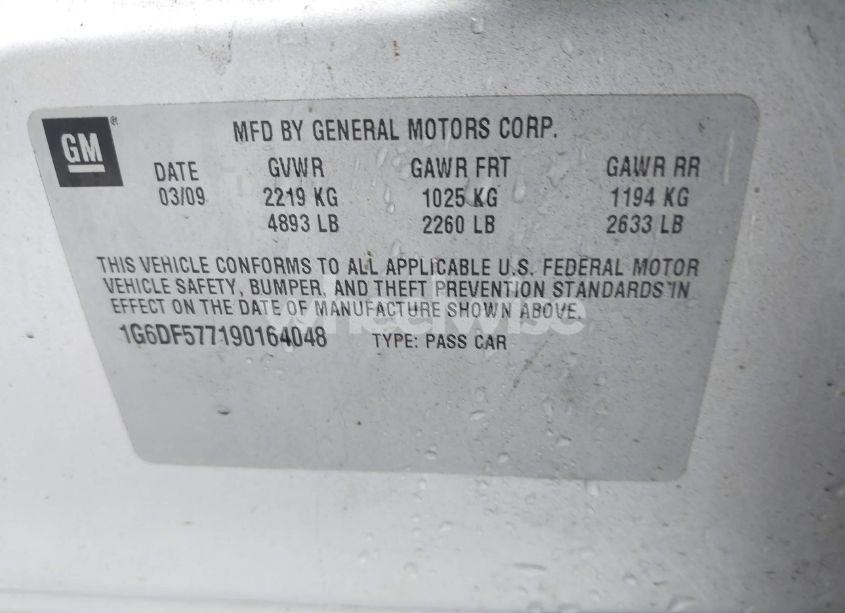 GM®
MFD BY GENERAL MOTORS CORP.
DATE GVWR GAWR FRT GAWR RR
03/09 2219 KG 1025 KG 1194 KG
4893 LB 2260 LB 2633 LB
THIS VEHICLE CONFORMS TO ALL APPLICABLE U.S. FEDERAL MOTOR
VEHICLE SAFETY, BUMPER, AND THEFT PREVENTION STANDARDS IN
EFFECT ON THE DATE OF MANUFACTURE SHOWN ABOVE.
wheelwise
1G6DF577190164048 TYPE: PASS CAR